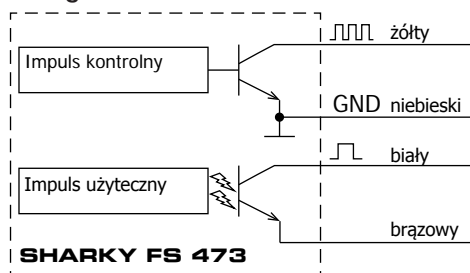 żółty
Impuls kontrolny
GND niebieski
biały
Impuls użyteczny
brązowy
SHARKY FS 473